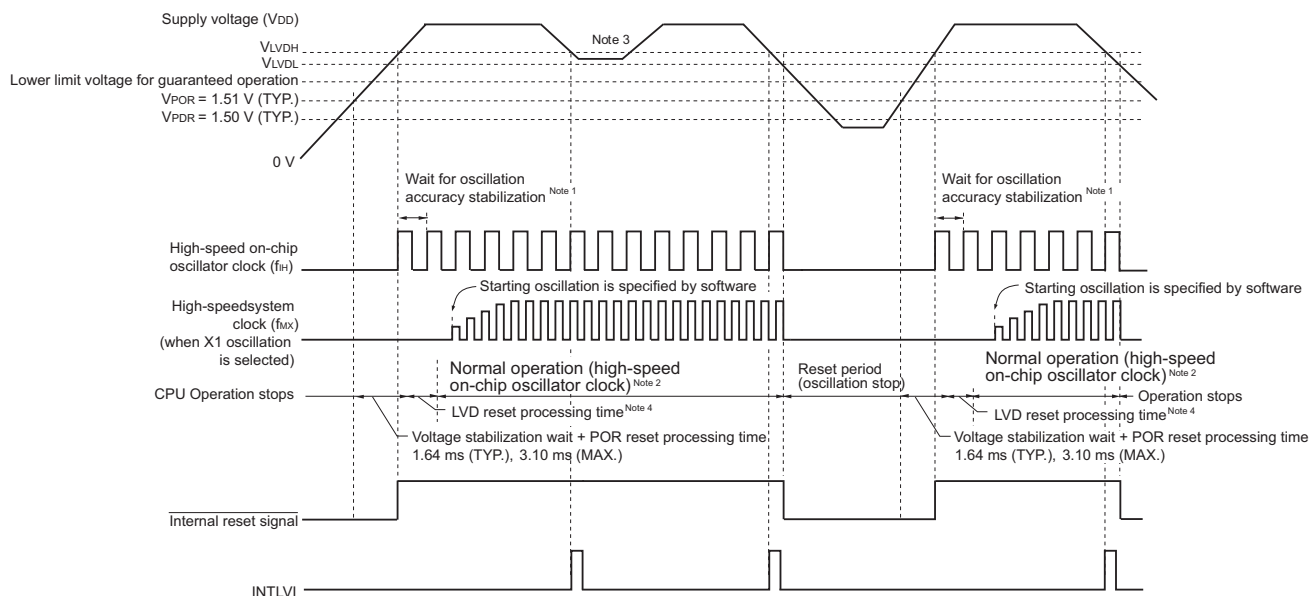 Supply voltage (VDD)
Note 3
VLVDH
VLVDL
Lower limit voltage for guaranteed operation
VPOR = 1.51 V (TYP.)
VPDR = 1.50 V (TYP.)
0 V
Wait for oscillation
accuracy stabilization Note 1
Wait for oscillation
accuracy stabilization Note 1
High-speed on-chip
oscillator clock (fIH)
Starting oscillation is specified by software
Starting oscillation is specified by software
High-speedsystem
clock (fMX)
(when X1 oscillation
is selected)
Normal operation (high-speed
on-chip oscillator clock) Note 2
Reset period
(oscillation stop)
Normal operation (high-speed
on-chip oscillator clock) Note 2
CPU Operation stops
Operation stops
LVD reset processing time Note 4
LVD reset processing time Note 4
Voltage stabilization wait + POR reset processing time
1.64 ms (TYP.), 3.10 ms (MAX.)
Voltage stabilization wait + POR reset processing time
1.64 ms (TYP.), 3.10 ms (MAX.)
Internal reset signal
INTLVI